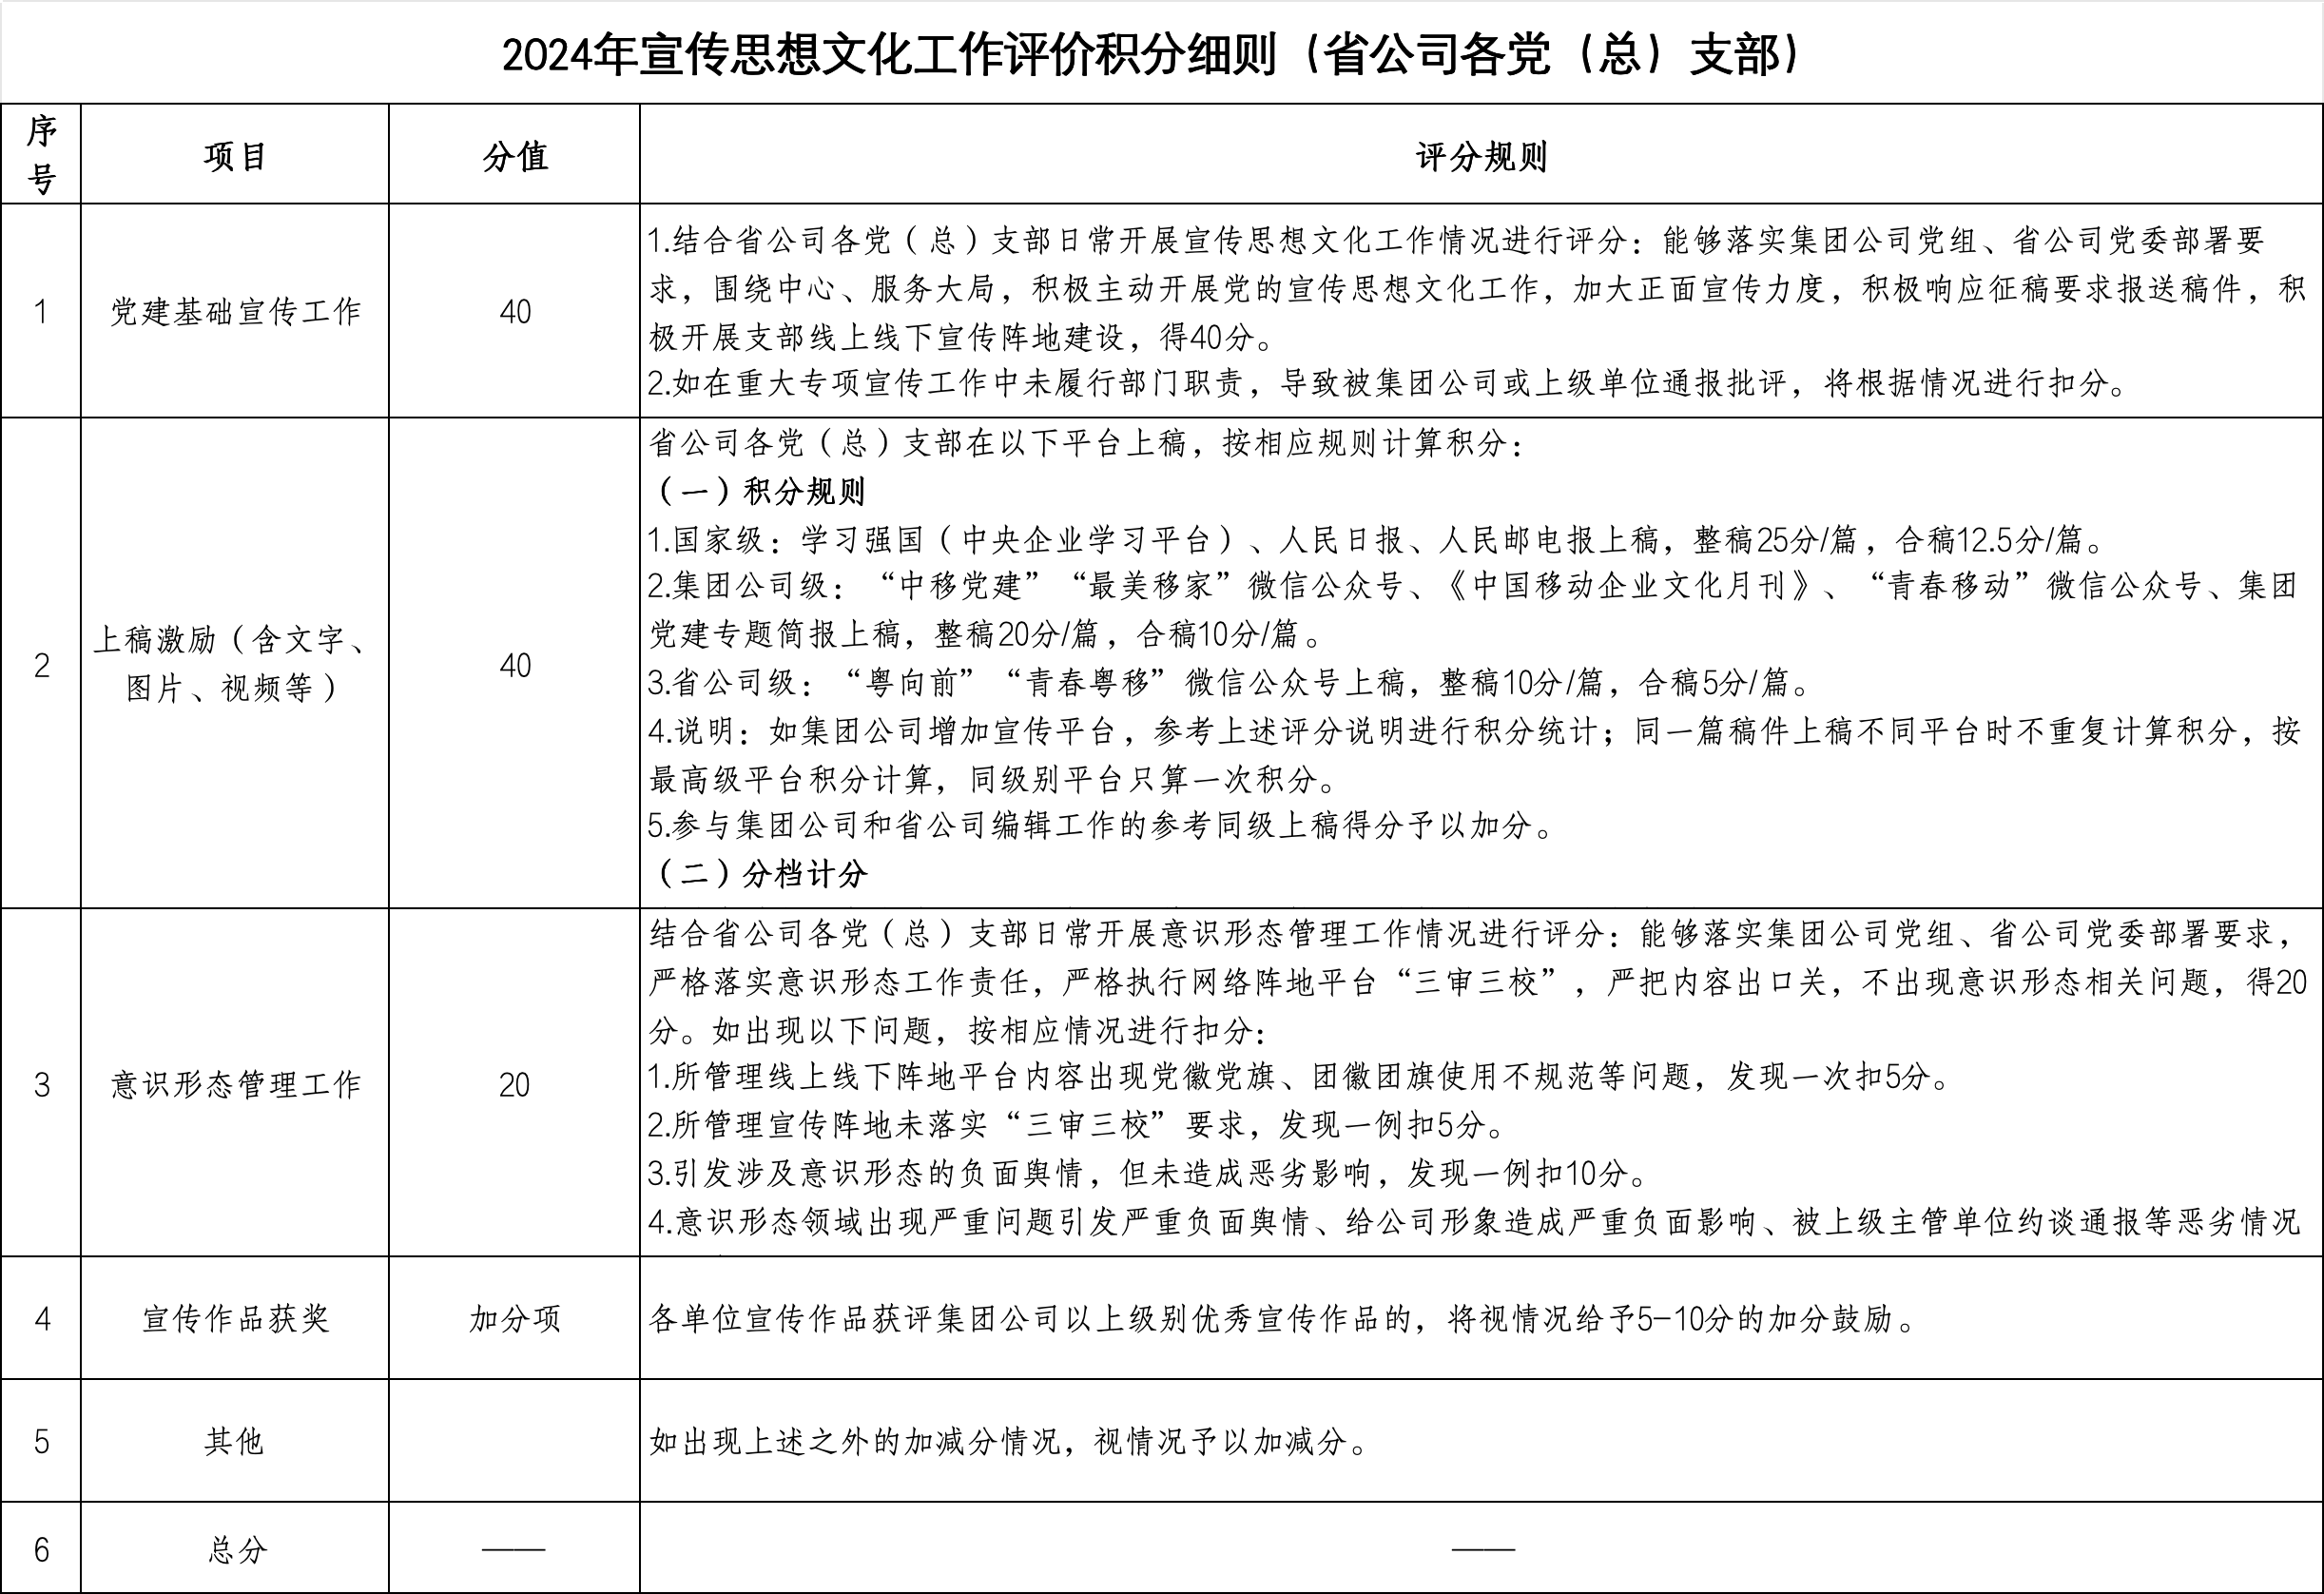 2024年宣传思想文化工作评价积分细则（省公司各党（总）支部）
序号
项目
分值
评分规则
1
党建基础宣传工作
40
1.结合省公司各党（总）支部日常开展宣传思想文化工作情况进行评分：能够落实集团公司党组、省公司党委部署要
求，围绕中心、服务大局，积极主动开展党的宣传思想文化工作，加大正面宣传力度，积极响应征稿要求报送稿件，积
极开展支部线上线下宣传阵地建设，得40分。
2.如在重大专项宣传工作中未履行部门职责，导致被集团公司或上级单位通报批评，将根据情况进行扣分。
2
上稿激励（含文字、
图片、视频等）
40
省公司各党（总）支部在以下平台上稿，按相应规则计算积分：
（一）积分规则
1.国家级：学习强国（中央企业学习平台）、人民日报、人民邮电报上稿，整稿25分/篇，合稿12.5分/篇。
2.集团公司级：“中移党建”“最美移家”微信公众号、《中国移动企业文化月刊》、“青春移动”微信公众号、集团
党建专题简报上稿，整稿20分/篇，合稿10分/篇。
3.省公司级：“粤向前”“青春粤移”微信公众号上稿，整稿10分/篇，合稿5分/篇。
4.说明：如集团公司增加宣传平台，参考上述评分说明进行积分统计；同一篇稿件上稿不同平台时不重复计算积分，按
最高级平台积分计算，同级别平台只算一次积分。
5.参与集团公司和省公司编辑工作的参考同级上稿得分予以加分。
（二）分档计分
3
意识形态管理工作
20
结合省公司各党（总）支部日常开展意识形态管理工作情况进行评分：能够落实集团公司党组、省公司党委部署要求，
严格落实意识形态工作责任，严格执行网络阵地平台“三审三校”，严把内容出口关，不出现意识形态相关问题，得20
分。如出现以下问题，按相应情况进行扣分：
1.所管理线上线下阵地平台内容出现党徽党旗、团徽团旗使用不规范等问题，发现一次扣5分。
2.所管理宣传阵地未落实“三审三校”要求，发现一例扣5分。
3.引发涉及意识形态的负面舆情，但未造成恶劣影响，发现一例扣10分。
4.意识形态领域出现严重问题引发严重负面舆情、给公司形象造成严重负面影响、被上级主管单位约谈通报等恶劣情况
4
宣传作品获奖
加分项
各单位宣传作品获评集团公司以上级别优秀宣传作品的，将视情况给予5-10分的加分鼓励。
5
其他
如出现上述之外的加减分情况，视情况予以加减分。
6
总分
——
——